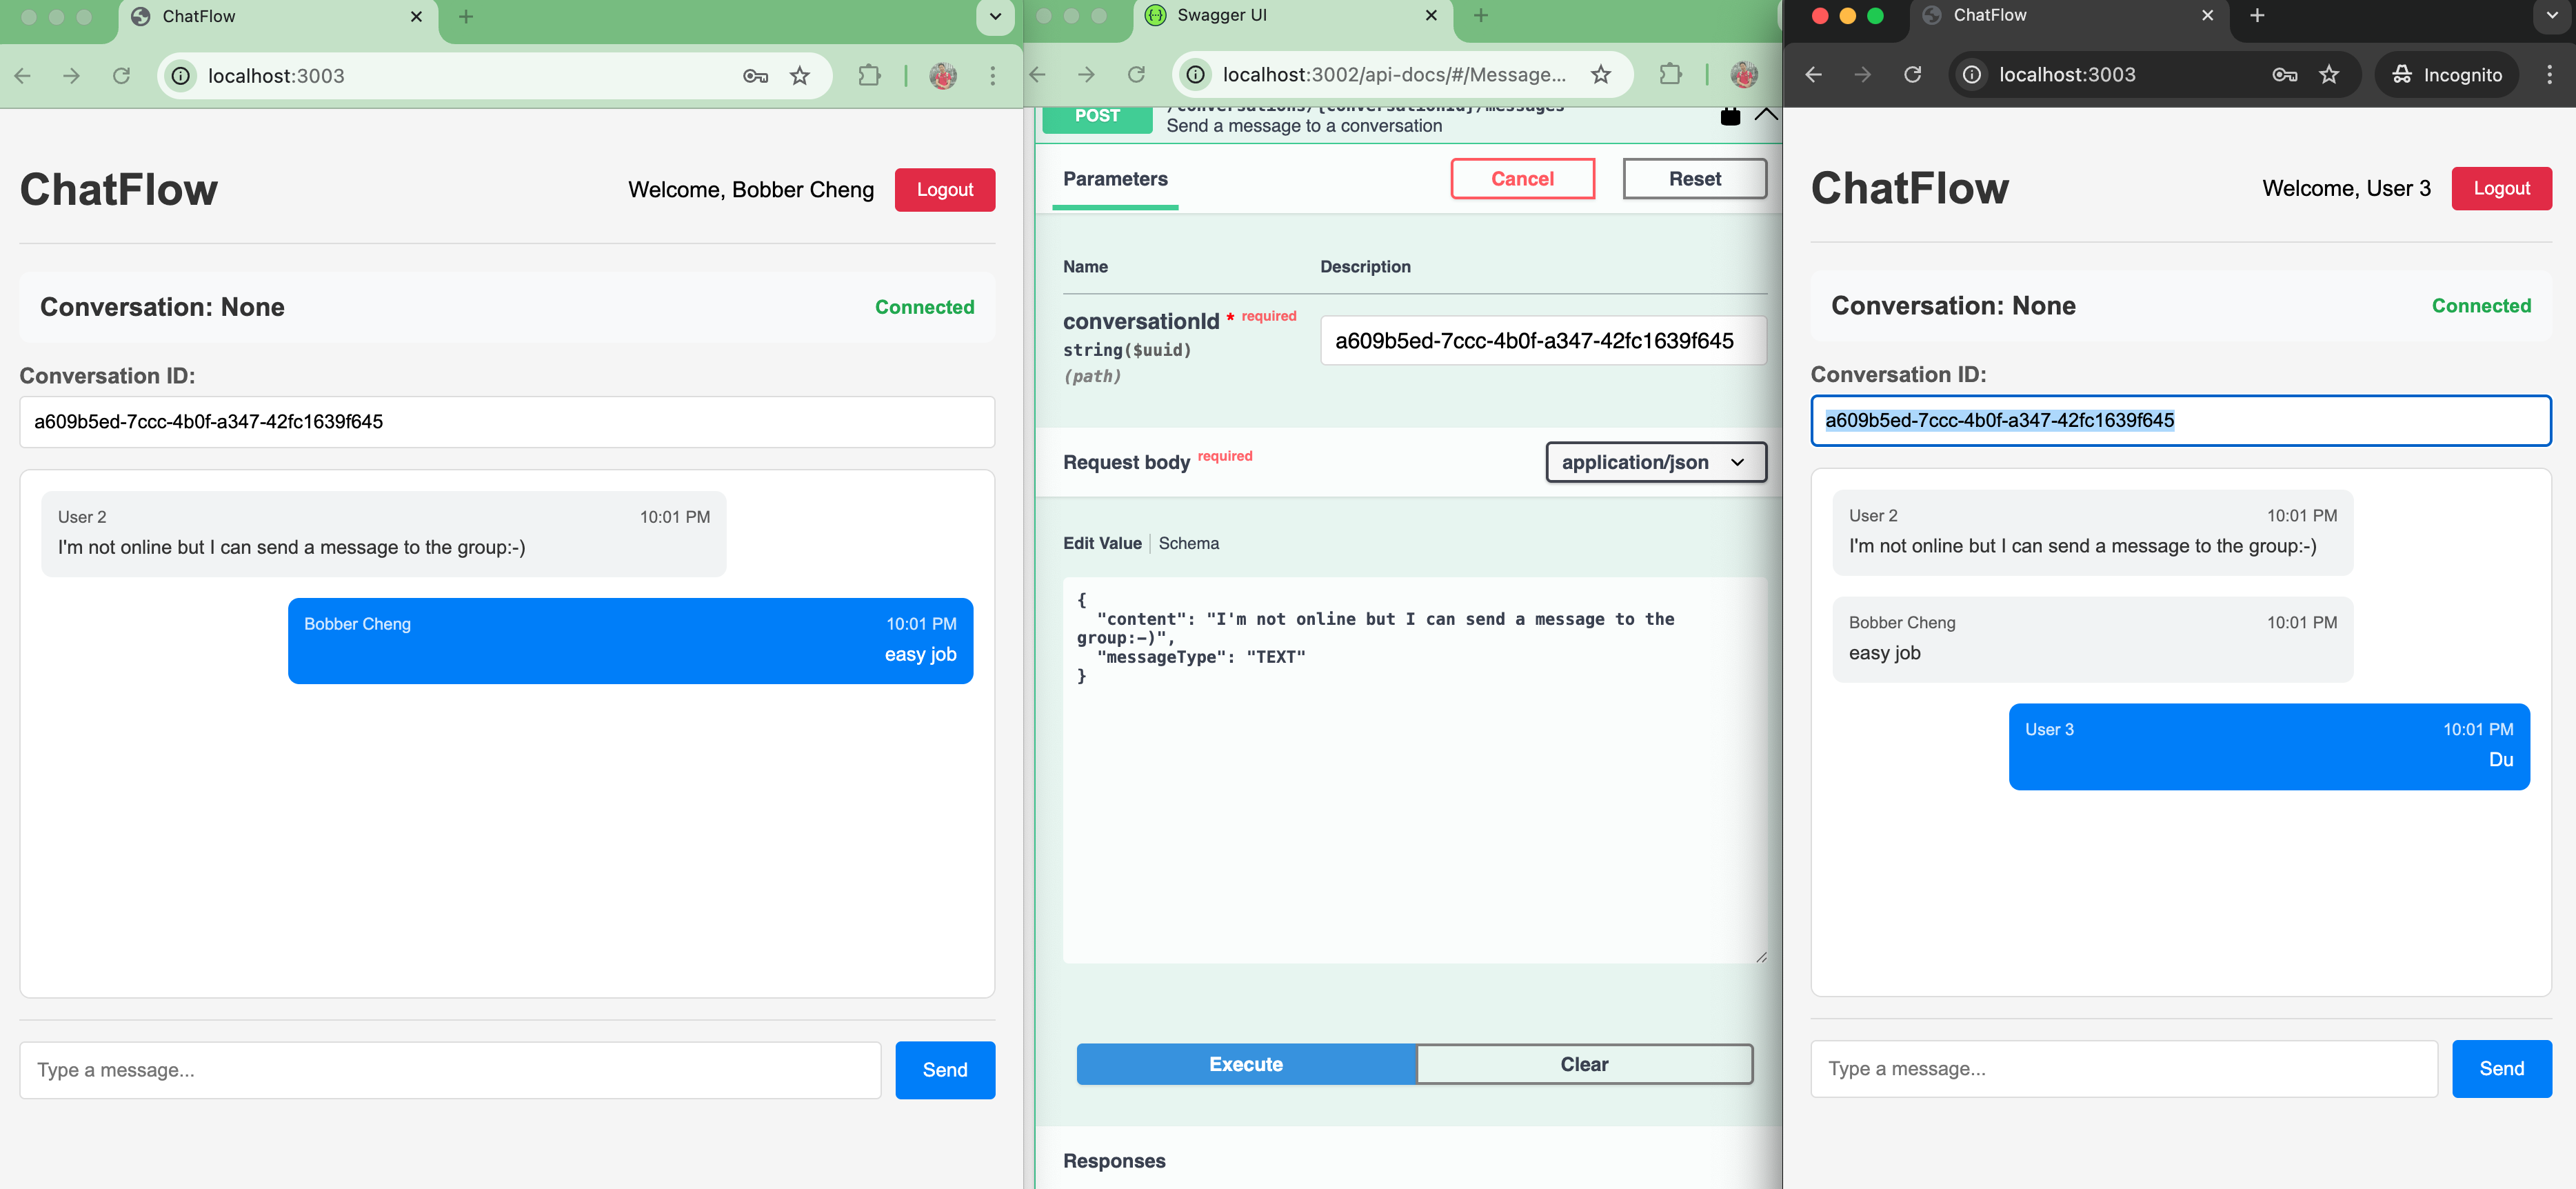 ChatFlow
localhost:3003
ChatFlow
Welcome, Bobber Cheng
Logout
Conversation: None
Connected
Conversation ID:
a609b5ed-7ccc-4b0f-a347-42fc1639f645
User 2
10:01 PM
I'm not online but I can send a message to the group:-)
Bobber Cheng
10:01 PM
easy job
Type a message...
Send
Swagger UI
localhost:3002/api-docs/#/Message...
POST
/conversations/{conversationId}/messages
Send a message to a conversation
Parameters
Cancel
Reset
Name
Description
conversationId * required
string($uuid)
(path)
a609b5ed-7ccc-4b0f-a347-42fc1639f645
Request body required
application/json
Edit Value
Schema
{
"content": "I'm not online but I can send a message to the
group:-)",
"messageType": "TEXT"
}
Execute
Clear
Responses
ChatFlow
localhost:3003
Incognito
ChatFlow
Welcome, User 3
Logout
Conversation: None
Connected
Conversation ID:
a609b5ed-7ccc-4b0f-a347-42fc1639f645
User 2
10:01 PM
I'm not online but I can send a message to the group:-)
Bobber Cheng
10:01 PM
easy job
User 3
10:01 PM
Du
Type a message...
Send